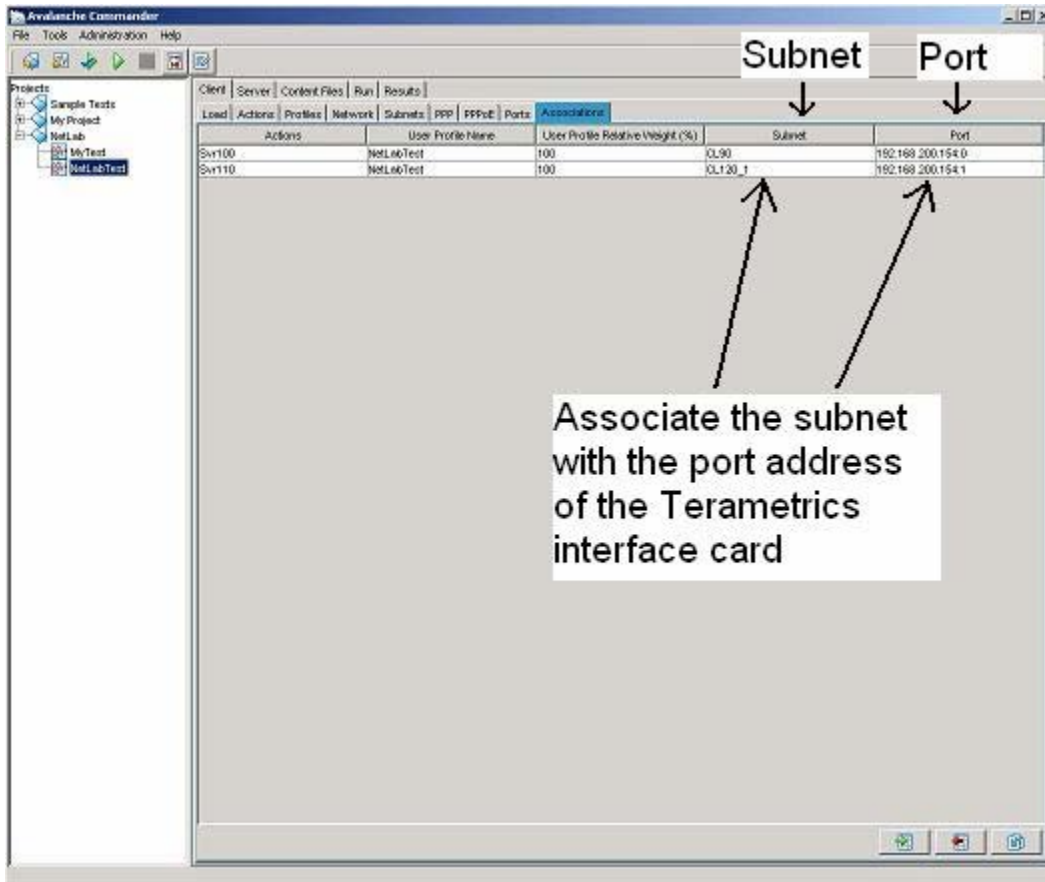 Avalanche Commander
File Tools Administration Help
Subnet Port
Projects
Sample Tests
My Project
NetLab
MyTest
NetLabTest
Client Server Content Files Run Results
Load Actions Profiles Network Subnets PPP PPPoE Ports Associations
Actions User Profile Name User Profile Relative Weight (%) Subnet Port
Svr100 NetLabTest 100 CL90 192.168.200.154:0
Svr110 NetLabTest 100 CL120_1 192.168.200.154:1
Associate the subnet
with the port address
of the Terametrics
interface card